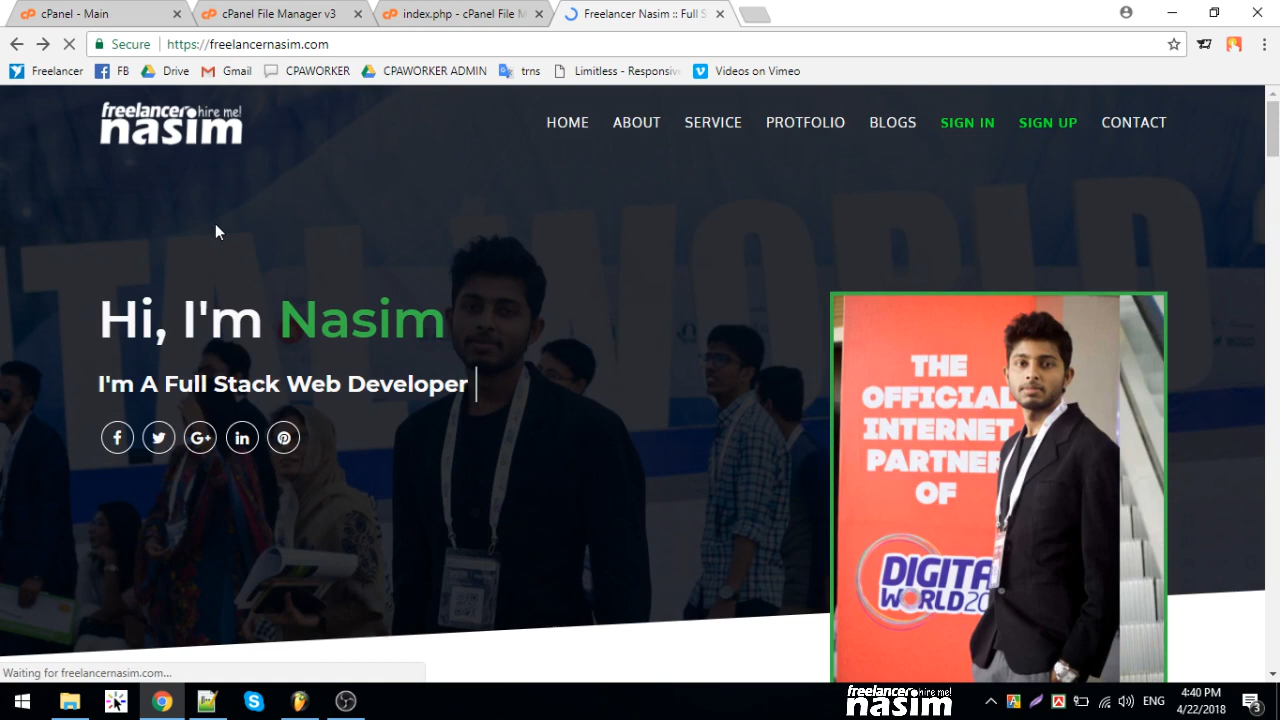 cPanel - Main
cPanel File Manager v3
index.php - cPanel File M
Freelancer Nasim :: Full S
Secure
https://freelancernasim.com
Freelancer
FB
Drive
Gmail
CPAWORKER
CPAWORKER ADMIN
trns
Limitless - Responsiv
Videos on Vimeo
freelancer hire me!
nasim
HOME
ABOUT
SERVICE
PROTFOLIO
BLOGS
SIGN IN
SIGN UP
CONTACT
Hi, I'm Nasim
I'm A Full Stack Web Developer
THE
OFFICIAL
INTERNET
PARTNER
OF
DIGITA
WORLD20
Waiting for freelancernasim.com...
freelancer hire me!
nasim
ENG
4:40 PM
4/22/2018
3